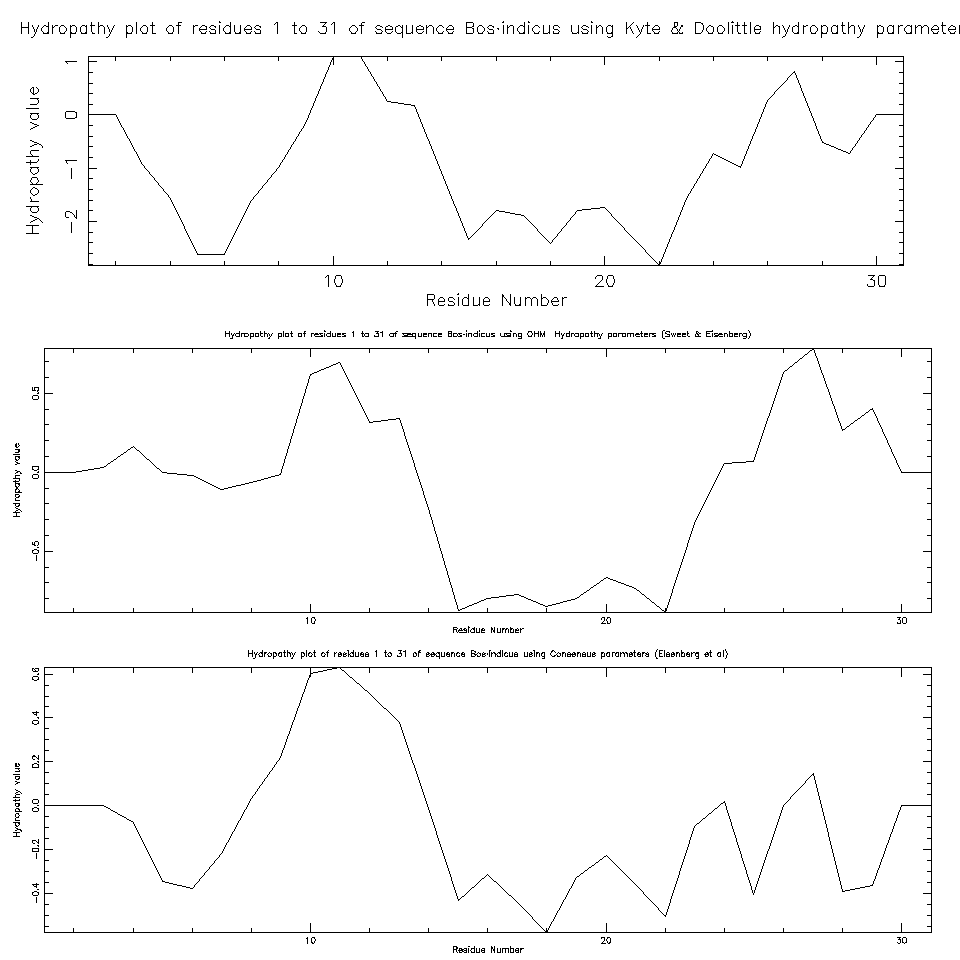 Hydropathy plot of residues 1 to 31 of sequence Bos-indicus using Kyte & Doolittle hydropathy parameter
1
0
-1
-2
Hydropathy value
10
20
30
Residue Number
Hydropathy plot of residues 1 to 31 of sequence Bos-indicus using OHM Hydropathy parameters (Sweet & Eisenberg)
0.5
0.0
-0.5
Hydropathy value
10
20
30
Residue Number
Hydropathy plot of residues 1 to 31 of sequence Bos-indicus using Consensus parameters (Eisenberg et al)
0.6
0.4
0.2
0.0
-0.2
-0.4
Hydropathy value
10
20
30
Residue Number